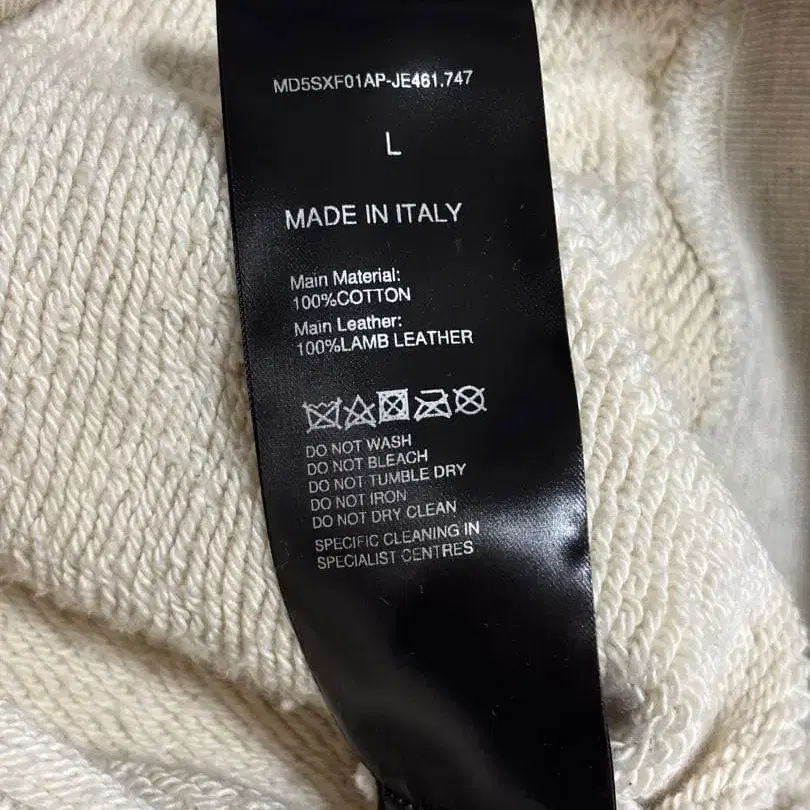 MD5SXF01AP-JE461.747
L
MADE IN ITALY
Main Material:
100%COTTON
Main Leather:
100%LAMB LEATHER
DO NOT WASH
DO NOT BLEACH
DO NOT TUMBLE DRY
DO NOT IRON
DO NOT DRY CLEAN
SPECIFIC CLEANING IN
SPECIALIST CENTRES